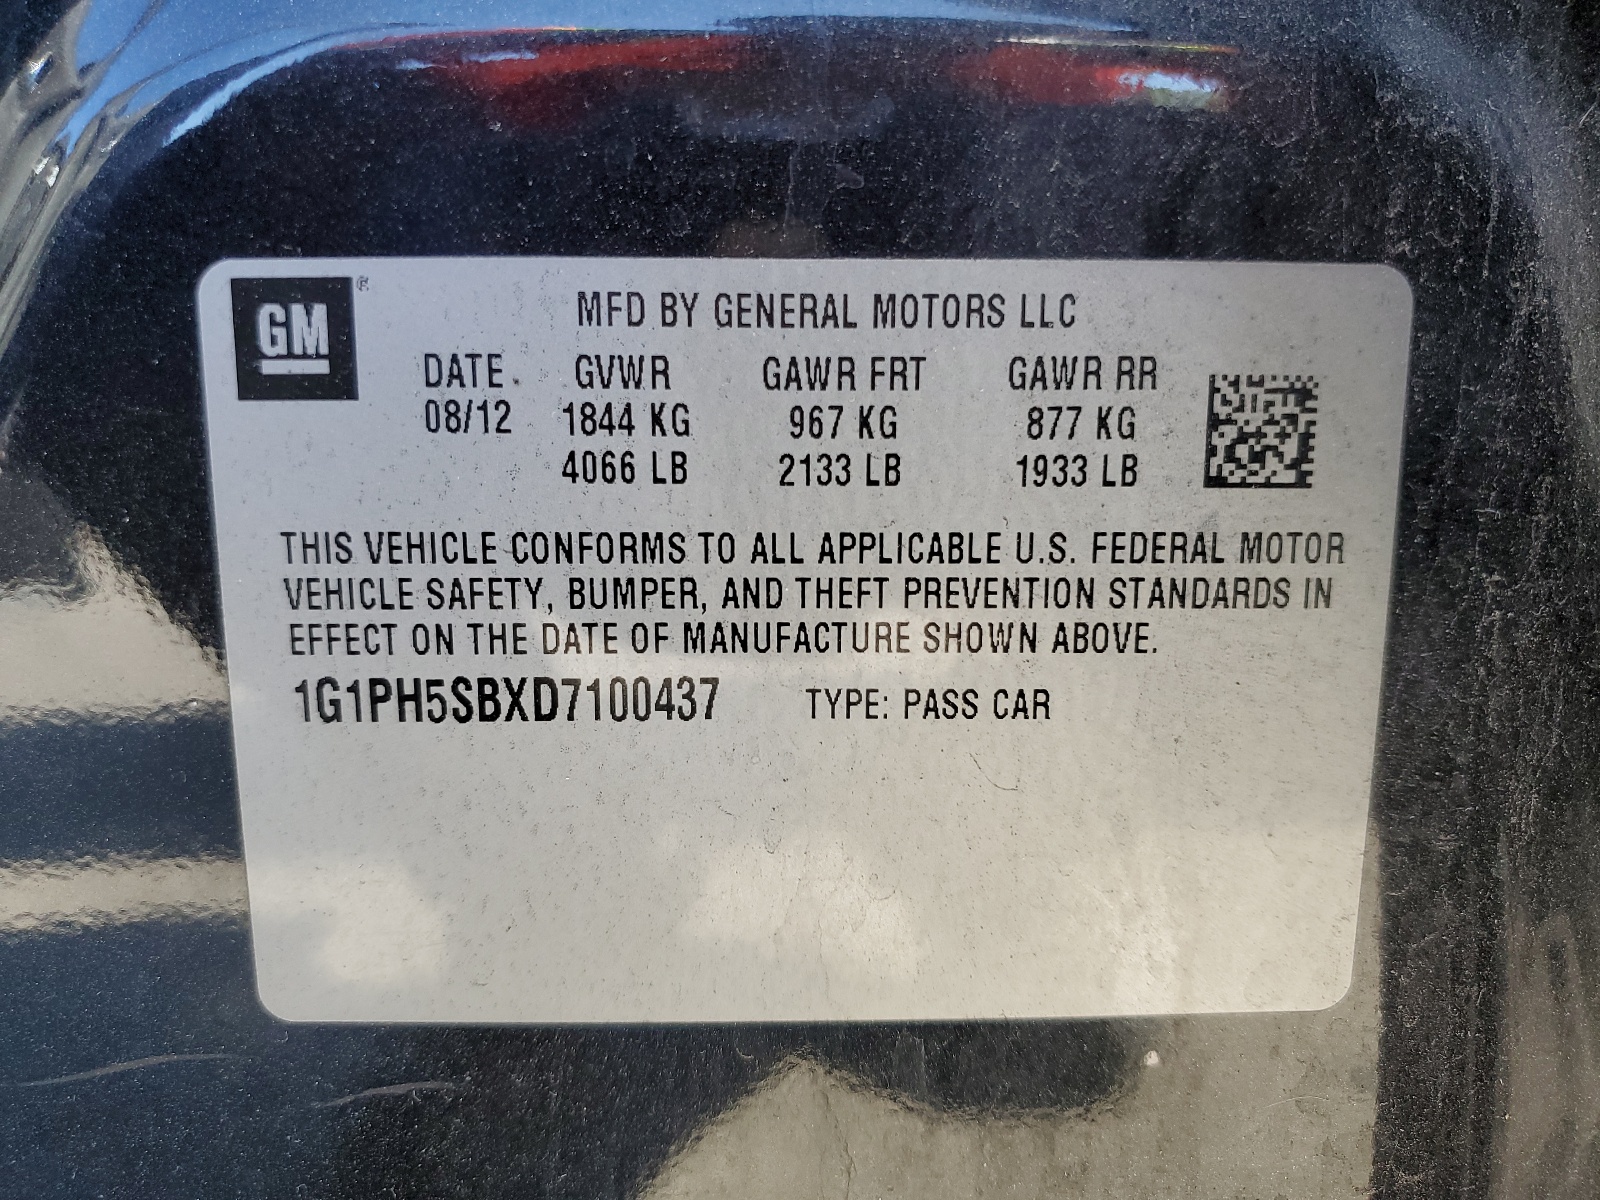 GM ®
MFD BY GENERAL MOTORS LLC
DATE GVWR GAWR FRT GAWR RR
08/12 1844 KG 967 KG 877 KG
4066 LB 2133 LB 1933 LB
THIS VEHICLE CONFORMS TO ALL APPLICABLE U.S. FEDERAL MOTOR
VEHICLE SAFETY, BUMPER, AND THEFT PREVENTION STANDARDS IN
EFFECT ON THE DATE OF MANUFACTURE SHOWN ABOVE.
1G1PH5SBXD7100437 TYPE: PASS CAR